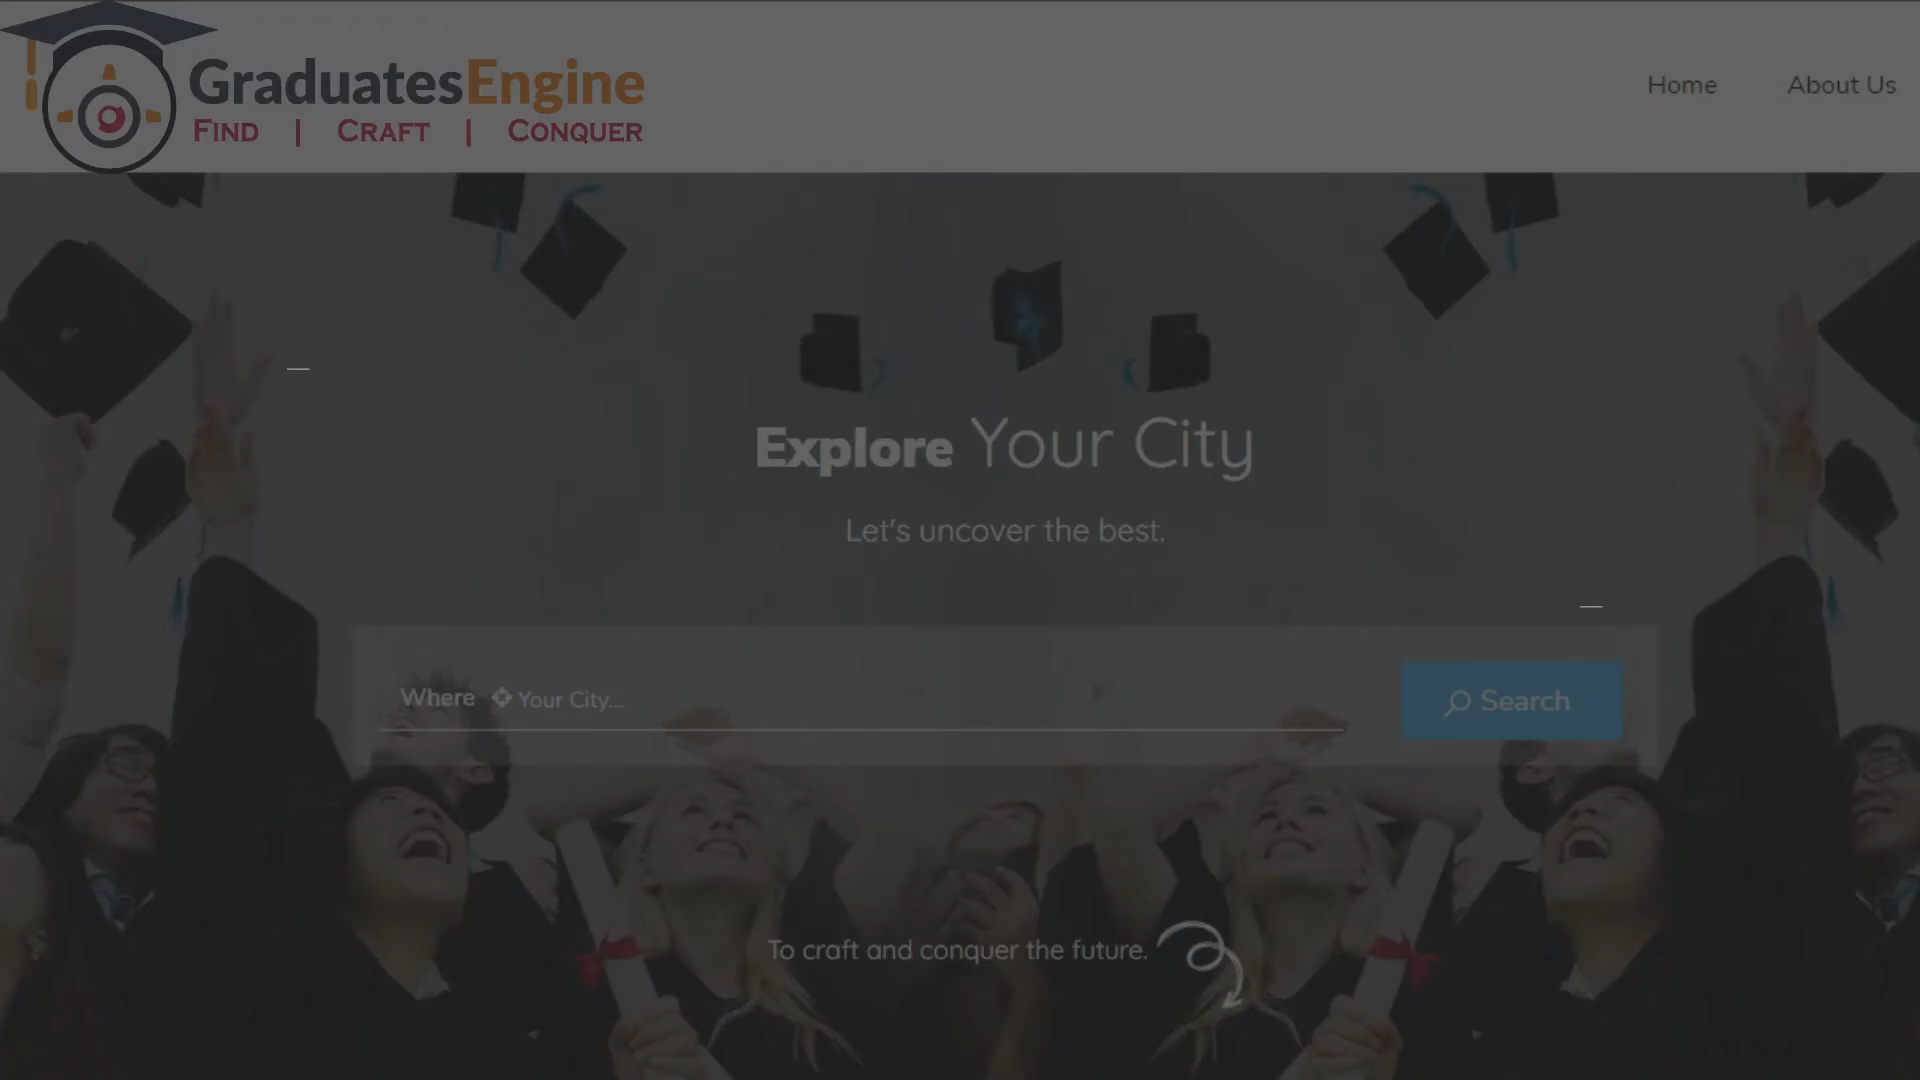 GraduatesEngine
FIND | CRAFT | CONQUER
Home About Us
Explore Your City
Let's uncover the best.
Where Your City...
Search
To craft and conquer the future.